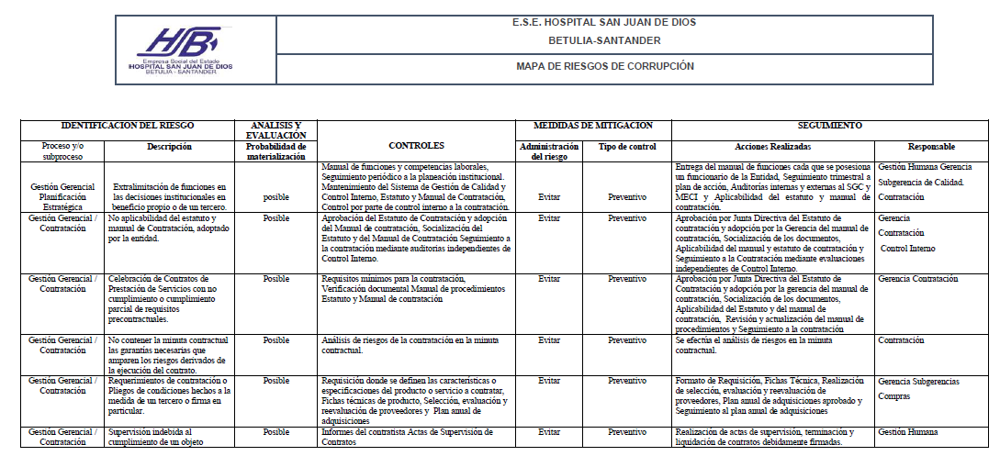 E.S.E. HOSPITAL SAN JUAN DE DIOS
BETULIA-SANTANDER
HSB
Empresa Social del Estado
HOSPITAL SAN JUAN DE DIOS
BETULIA - SANTANDER
MAPA DE RIESGOS DE CORRUPCIÓN
IDENTIFICACION DEL RIESGO
ANALISIS Y
EVALUACIÓN
CONTROLES
MEIDIDAS DE MITIGACION
SEGUIMIENTO
Proceso y/o
subproceso
Descripción
Probabilidad de
materialización
Administración
del riesgo
Tipo de control
Acciones Realizadas
Responsable
Gestión Gerencial
Planificación
Estratégica
Extralimitación de funciones en
las decisiones institucionales en
beneficio propio o de un tercero.
posible
Manual de funciones y competencias laborales,
Seguimiento periódico a la planeación institucional.
Mantenimiento del Sistema de Gestión de Calidad y
Control Interno, Estatuto y Manual de Contratación,
Control por parte de control interno a la contratación.
Evitar
Preventivo
Entrega del manual de funciones cada que se posesiona
un funcionario de la Entidad, Seguimiento trimestral a
plan de acción, Auditorías internas y externas al SGC y
MECI y Aplicabilidad del estatuto y manual de
contratación.
Gestión Humana Gerencia
Subgerencia de Calidad.
Contratación
Gestión Gerencial /
Contratación
No aplicabilidad del estatuto y
manual de Contratación, adoptado
por la entidad.
Posible
Aprobación del Estatuto de Contratación y adopción
del Manual de contratación, Socialización del
Estatuto y del Manual de Contratación Seguimiento a
la contratación mediante auditorias independientes de
Control Interno.
Evitar
Preventivo
Aprobación por Junta Directiva del Estatuto de
contratación y adopción por la Gerencia del manual de
contratación, Socialización de los documentos,
Aplicabilidad del manual y estatuto de contratación y
Seguimiento a la Contratación mediante evaluaciones
independientes de Control Interno.
Gerencia
Contratación
Control Interno
Gestión Gerencial /
Contratación
Celebración de Contratos de
Prestación de Servicios con no
cumplimiento o cumplimiento
parcial de requisitos
precontractuales.
Posible
Requisitos mínimos para la contratación,
Verificación documental Manual de procedimientos
Estatuto y Manual de contratación
Evitar
Preventivo
Aprobación por Junta Directiva del Estatuto de
Contratación y adopción por la gerencia del manual de
contratación, Socialización de los documentos,
Aplicabilidad del Estatuto y del manual de
contratación, Revisión y actualización del manual de
procedimientos y Seguimiento a la contratación
Gerencia Contratación
Gestión Gerencial /
Contratación
No contener la minuta contractual
las garantías necesarias que
amparen los riesgos derivados de
la ejecución del contrato.
Posible
Análisis de riesgos de la contratación en la minuta
contractual.
Evitar
Preventivo
Se efectúa el análisis de riesgos en la minuta
contractual.
Contratación
Gestión Gerencial /
Contratación
Requerimientos de contratación o
Pliegos de condiciones hechos a la
medida de un tercero o firma en
particular.
Posible
Requisición donde se definen las características o
especificaciones del producto o servicio a contratar,
Fichas técnicas de producto, Selección, evaluación y
reevaluación de proveedores y Plan anual de
adquisiciones
Evitar
Preventivo
Formato de Requisición, Fichas Técnica, Realización
de selección, evaluación y reevaluación de
proveedores, Plan anual de adquisiciones aprobado y
Seguimiento al plan anual de adquisiciones
Gerencia Subgerencias
Compras
Gestión Gerencial /
Contratación
Supervisión indebida al
cumplimiento de un objeto
Posible
Informes del contratista Actas de Supervisión de
Contratos
Evitar
Preventivo
Realización de actas de supervisión, terminación y
liquidación de contratos debidamente firmadas.
Gestión Humana